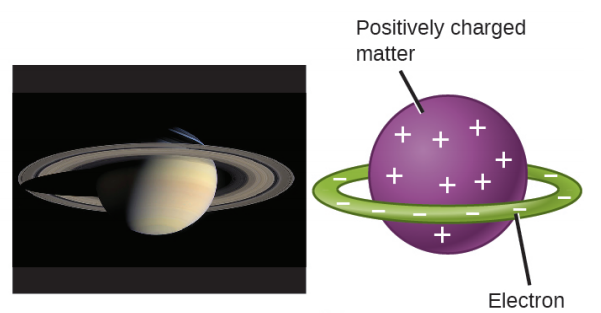 Positively charged
matter
+ + +
+
+ + +
− −
− −
− − − −
+
Electron